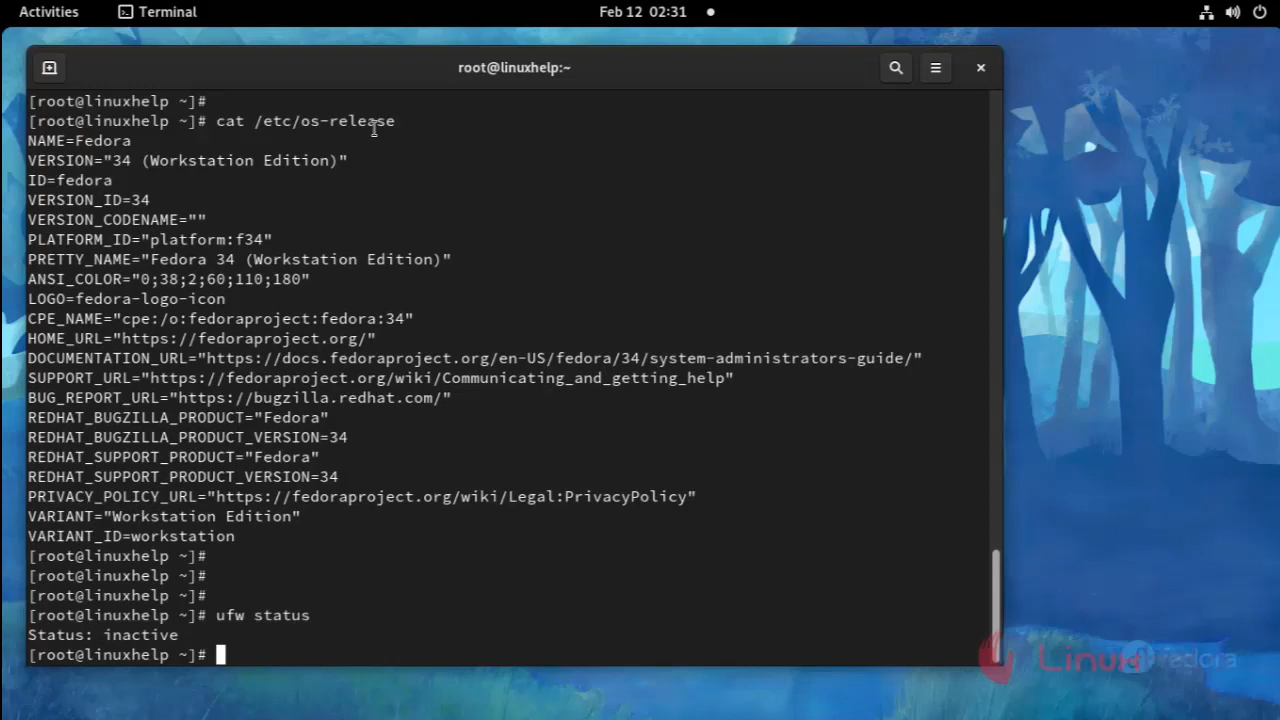 Activities Terminal Feb 12 02:31
root@linuxhelp:~
[root@linuxhelp ~]#
[root@linuxhelp ~]# cat /etc/os-release
NAME=Fedora
VERSION="34 (Workstation Edition)"
ID=fedora
VERSION_ID=34
VERSION_CODENAME=""
PLATFORM_ID="platform:f34"
PRETTY_NAME="Fedora 34 (Workstation Edition)"
ANSI_COLOR="0;38;2;60;110;180"
LOGO=fedora-logo-icon
CPE_NAME="cpe:/o:fedoraproject:fedora:34"
HOME_URL="https://fedoraproject.org/"
DOCUMENTATION_URL="https://docs.fedoraproject.org/en-US/fedora/34/system-administrators-guide/"
SUPPORT_URL="https://fedoraproject.org/wiki/Communicating_and_getting_help"
BUG_REPORT_URL="https://bugzilla.redhat.com/"
REDHAT_BUGZILLA_PRODUCT="Fedora"
REDHAT_BUGZILLA_PRODUCT_VERSION=34
REDHAT_SUPPORT_PRODUCT="Fedora"
REDHAT_SUPPORT_PRODUCT_VERSION=34
PRIVACY_POLICY_URL="https://fedoraproject.org/wiki/Legal:PrivacyPolicy"
VARIANT="Workstation Edition"
VARIANT_ID=workstation
[root@linuxhelp ~]#
[root@linuxhelp ~]#
[root@linuxhelp ~]#
[root@linuxhelp ~]# ufw status
Status: inactive
[root@linuxhelp ~]#